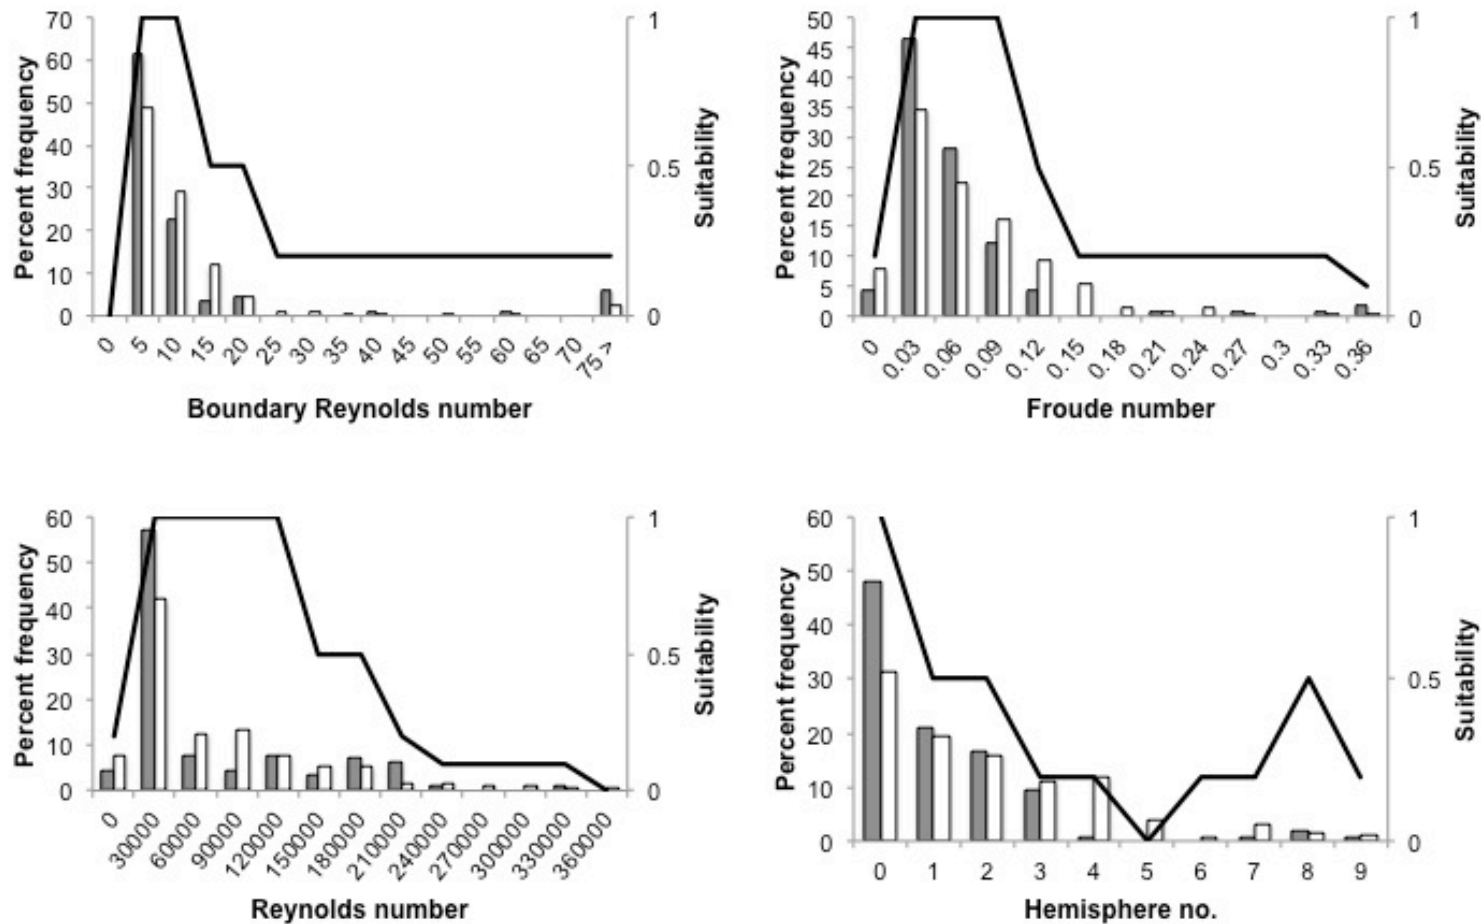 70
60
50
40
30
20
10
0
Percent frequency
1
0.5
0
Suitability
0 5 10 15 20 25 30 35 40 45 50 55 60 65 70 75 >
Boundary Reynolds number
50
45
40
35
30
25
20
15
10
5
0
Percent frequency
1
0.5
0
Suitability
0 0.03 0.06 0.09 0.12 0.15 0.18 0.21 0.24 0.27 0.3 0.33 0.36
Froude number
60
50
40
30
20
10
0
Percent frequency
1
0.5
0
Suitability
0 30000 60000 90000 120000 150000 180000 210000 240000 270000 300000 330000 360000
Reynolds number
60
50
40
30
20
10
0
Percent frequency
1
0.5
0
Suitability
0 1 2 3 4 5 6 7 8 9
Hemisphere no.